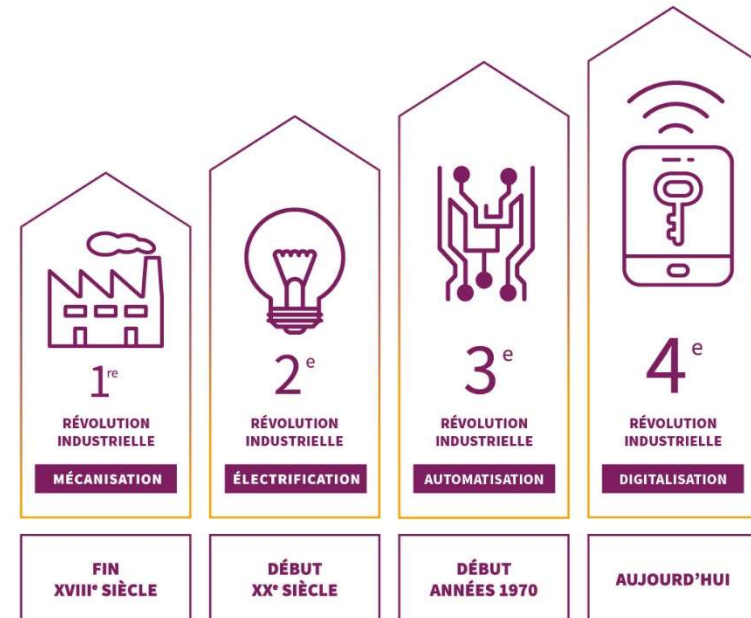 1re
RÉVOLUTION
INDUSTRIELLE
MÉCANISATION
FIN
XVIIIe SIÈCLE
2e
RÉVOLUTION
INDUSTRIELLE
ÉLECTRIFICATION
DÉBUT
XXe SIÈCLE
3e
RÉVOLUTION
INDUSTRIELLE
AUTOMATISATION
DÉBUT
ANNÉES 1970
4e
RÉVOLUTION
INDUSTRIELLE
DIGITALISATION
AUJOURD'HUI